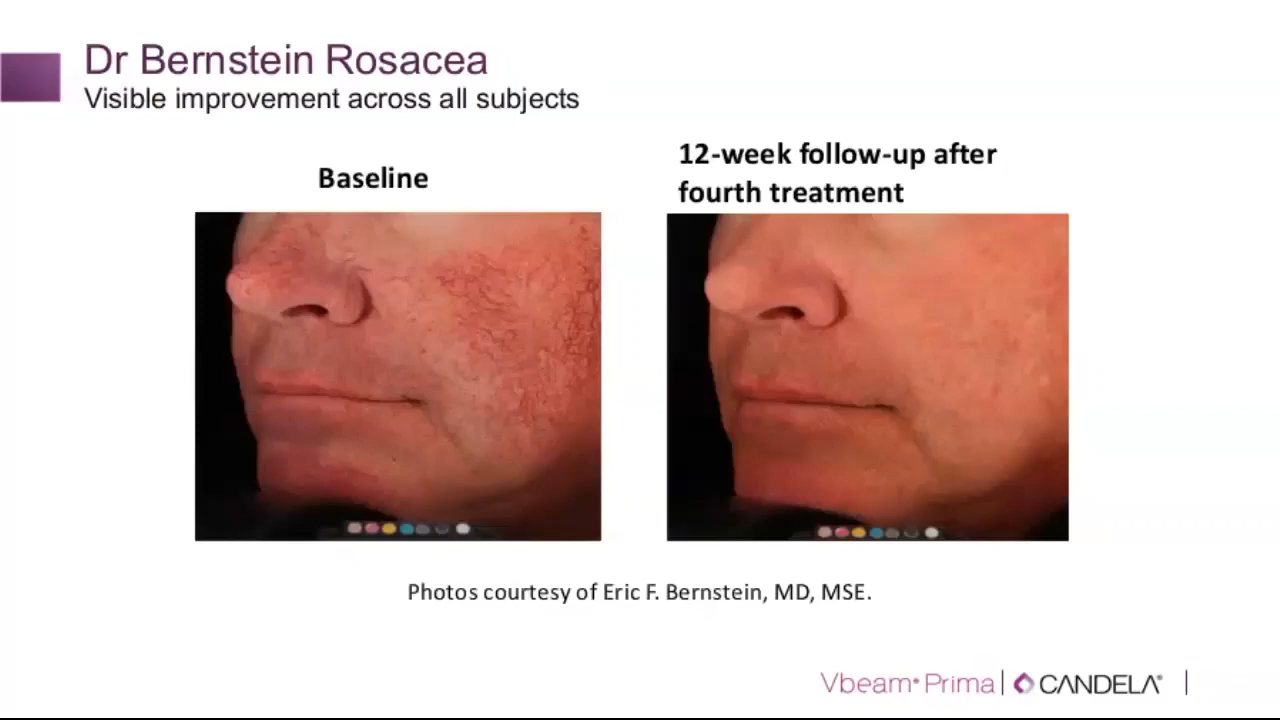 Dr Bernstein Rosacea
Visible improvement across all subjects
Baseline
12-week follow-up after
fourth treatment
Photos courtesy of Eric F. Bernstein, MD, MSE.
Vbeam® Prima | CANDELA® |